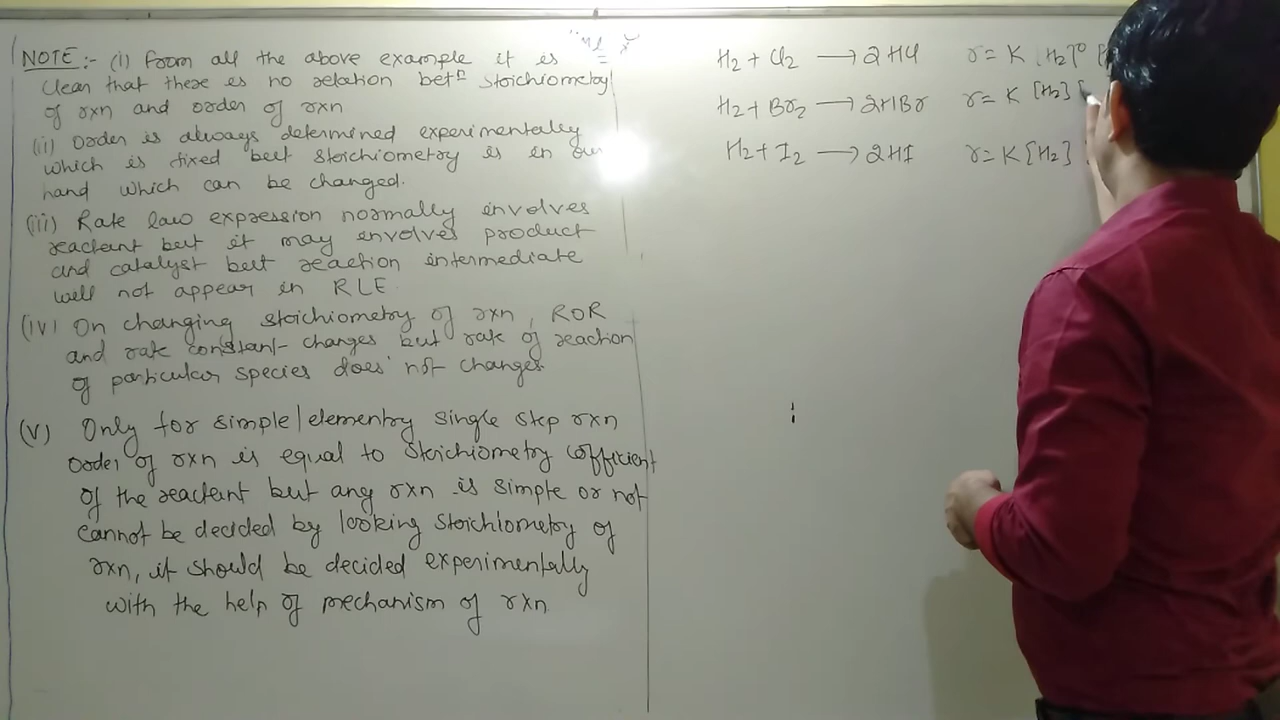 NOTE:- (i) from all the above example it is
clear that there is no relation betⁿ stoichiometry
of rxn and order of rxn
(ii) Order is always determined experimentally
which is fixed but stoichiometry is in our
hand which can be changed.
(iii) Rate law expression normally involves
reactant but it may involves product
and catalyst but reaction intermediate
will not appear in RLE
(iv) On changing stoichiometry of rxn, ROR
and rate constant changes but rate of reaction
of particular species does not changes
(v) Only for simple/elementry single step rxn
order of rxn is equal to stoichiometry cofficient
of the reactant but any rxn is simple or not
cannot be decided by looking stoichiometry of
rxn, it should be decided experimentally
with the help of mechanism of rxn
H₂ + Cl₂ → 2HCl r = K [H₂]⁰ [
H₂ + Br₂ → 2HBr r = K [H₂] [
H₂ + I₂ → 2HI r = K [H₂]